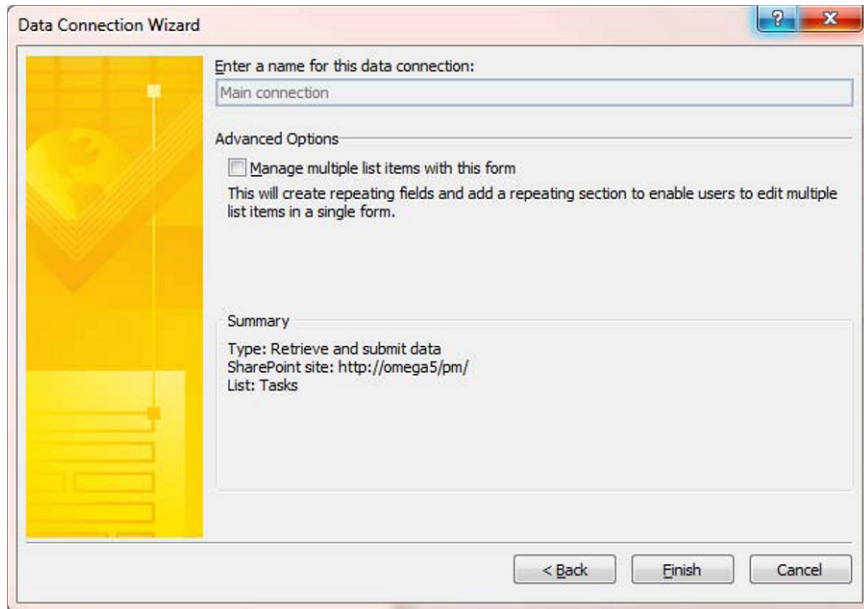 Data Connection Wizard
Enter a name for this data connection:
Main connection
Advanced Options
Manage multiple list items with this form
This will create repeating fields and add a repeating section to enable users to edit multiple
list items in a single form.
Summary
Type: Retrieve and submit data
SharePoint site: http://omega5/pm/
List: Tasks
< Back
Finish
Cancel